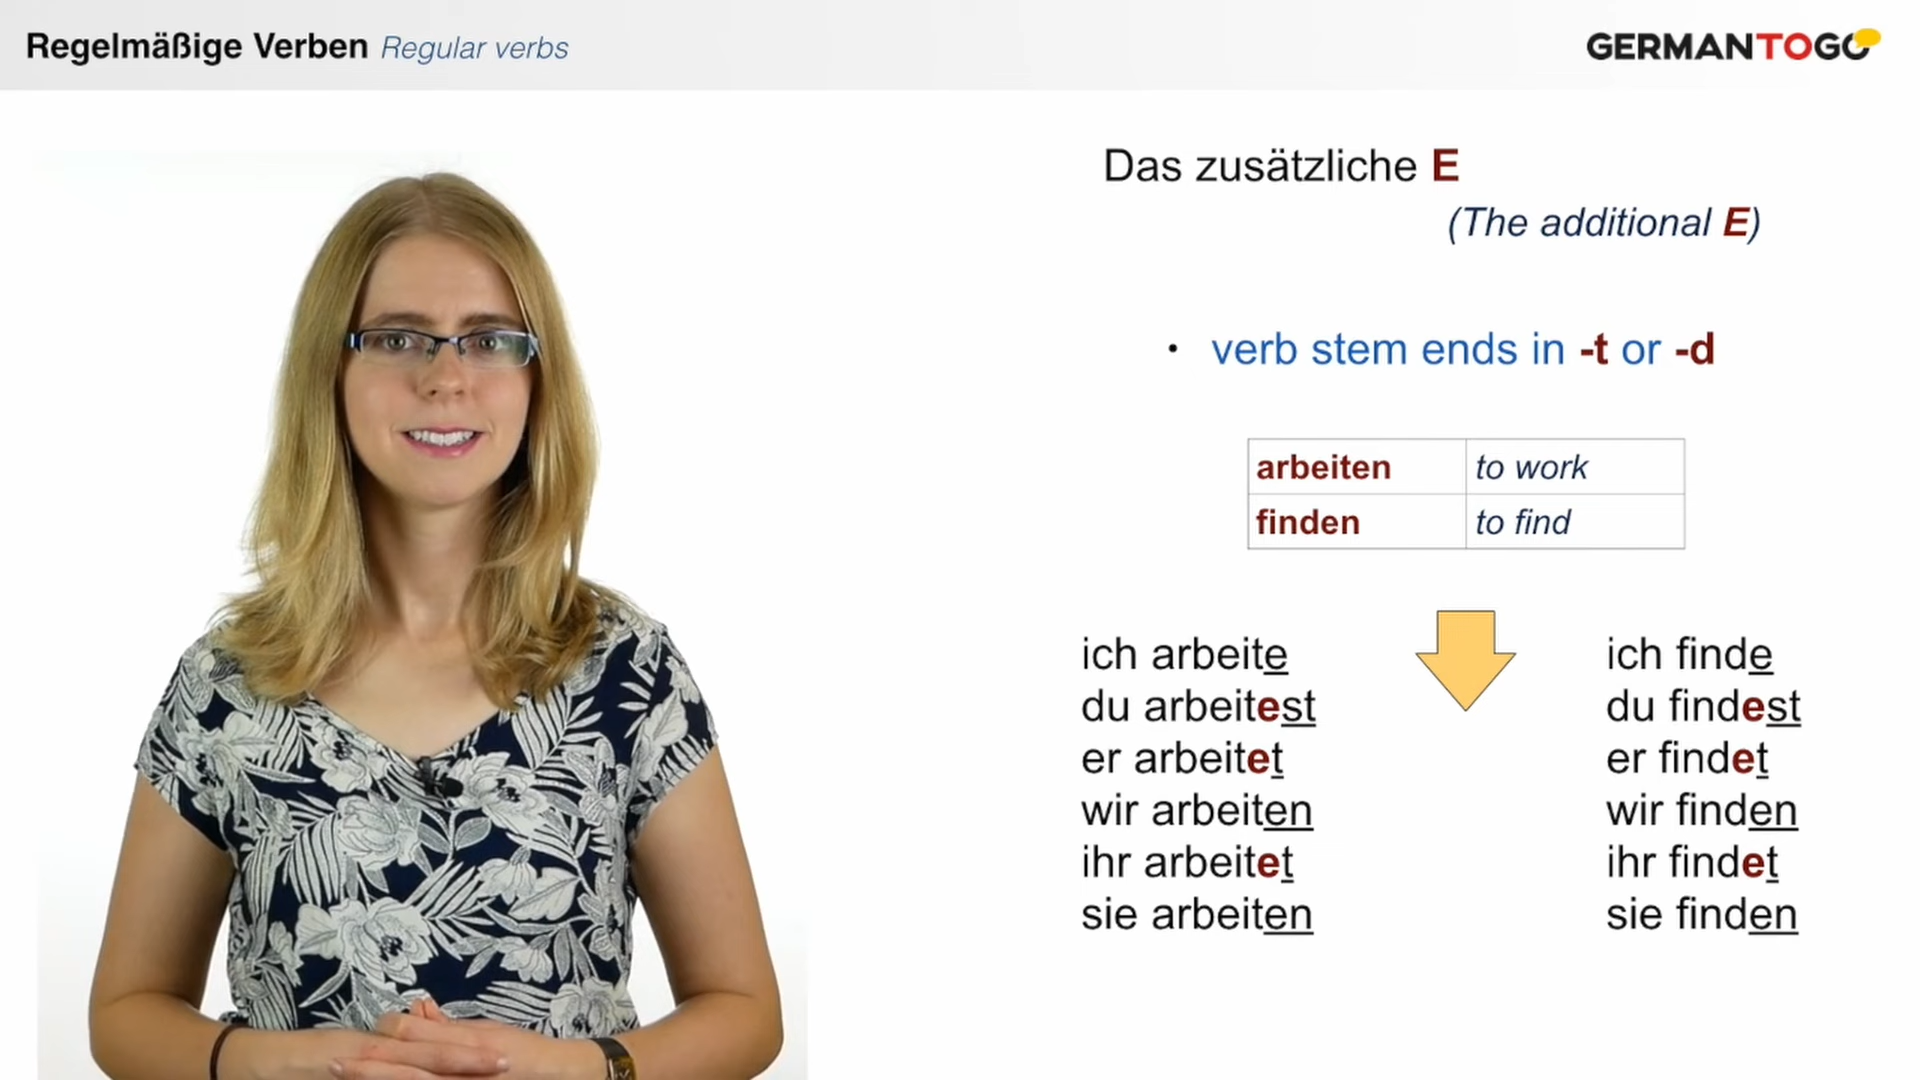 Regelmäßige Verben Regular verbs
GERMANTOGO
Das zusätzliche E
(The additional E)
• verb stem ends in -t or -d
arbeiten to work
finden to find
ich arbeite
du arbeitest
er arbeitet
wir arbeiten
ihr arbeitet
sie arbeiten
ich finde
du findest
er findet
wir finden
ihr findet
sie finden